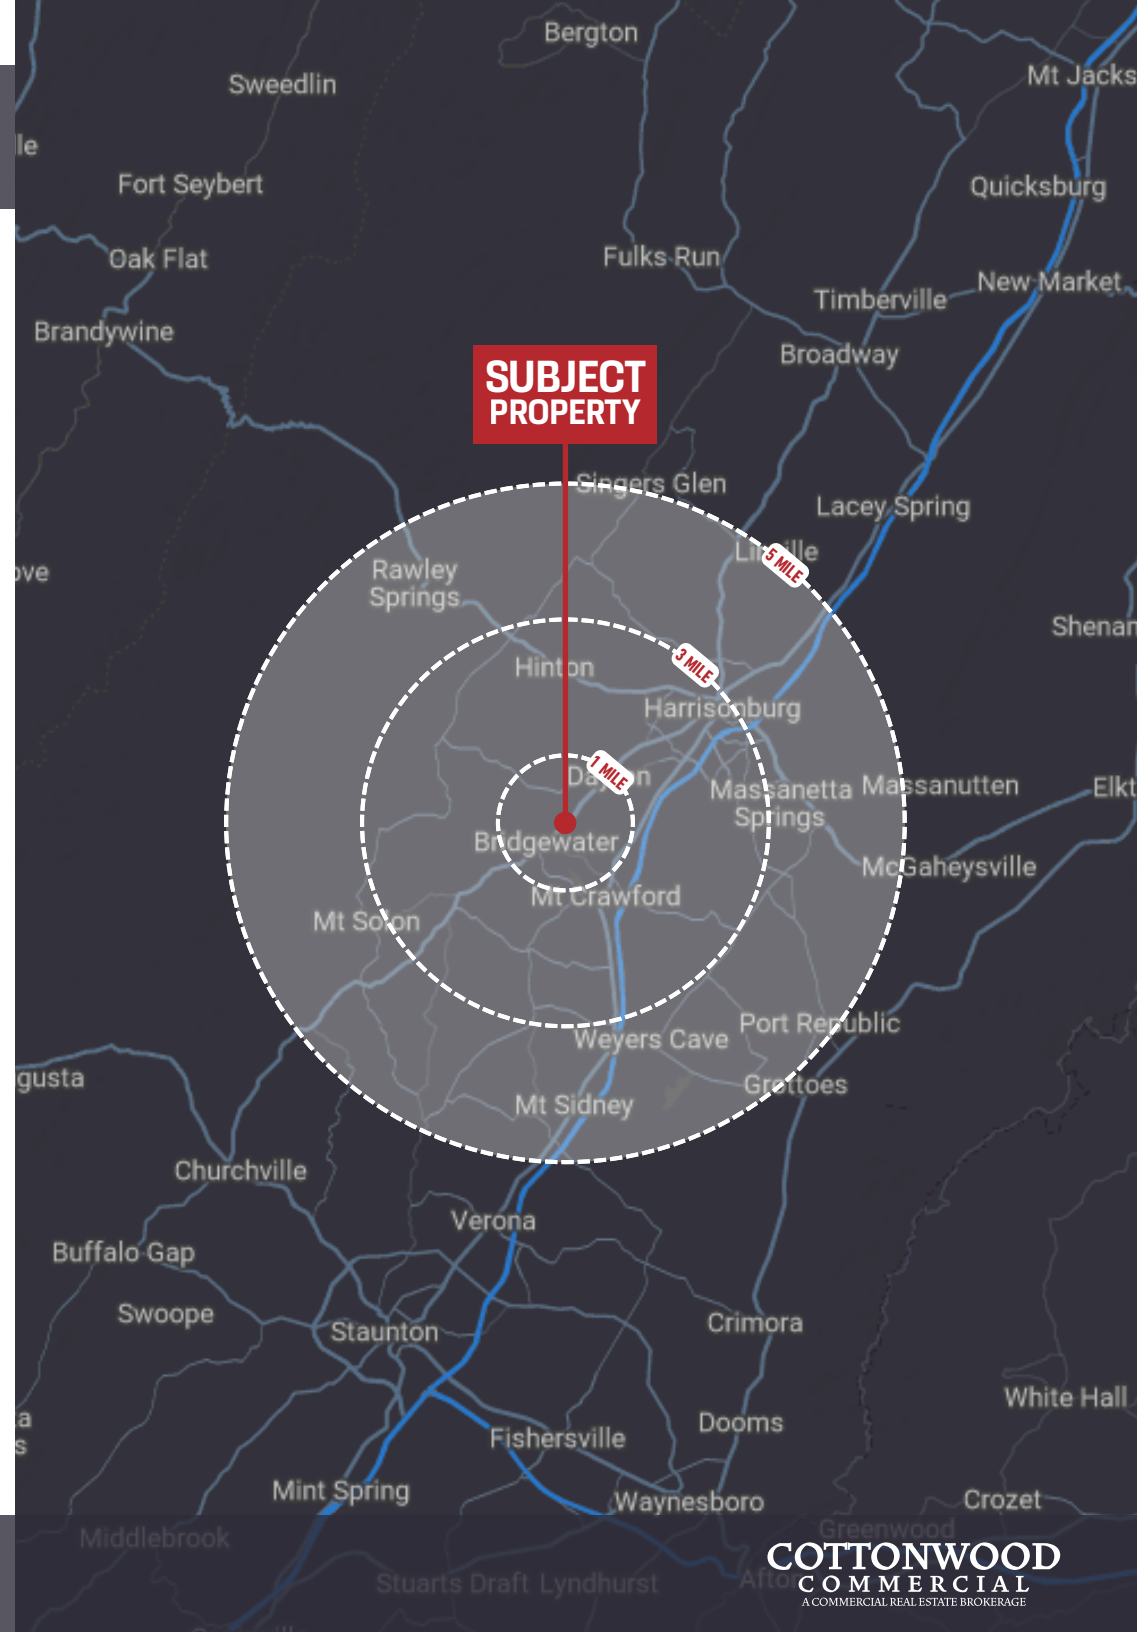 Bergton
Mt Jacks
Sweedlin
lle
Fort Seybert
Quicksburg
Oak Flat
Fulks Run
New Market
Timberville
Brandywine
Broadway
SUBJECT
PROPERTY
Singers Glen
Lacey Spring
5 MILE
ove
Rawley
Springs
Shenan
3 MILE
Hinton
Harrisonburg
1 MILE
Massanetta
Springs
Massanutten
Elkt
Bridgewater
McGaheysville
Mt Crawford
Mt Solon
Port Republic
Weyers Cave
gusta
Grottoes
Mt Sidney
Churchville
Verona
Buffalo Gap
Swoope
Staunton
Crimora
White Hall
a
s
Dooms
Fishersville
Mint Spring
Waynesboro
Crozet
Middlebrook
Greenwood
Stuarts Draft
Lyndhurst
Afton
COTTONWOOD
COMMERCIAL
A COMMERCIAL REAL ESTATE BROKERAGE